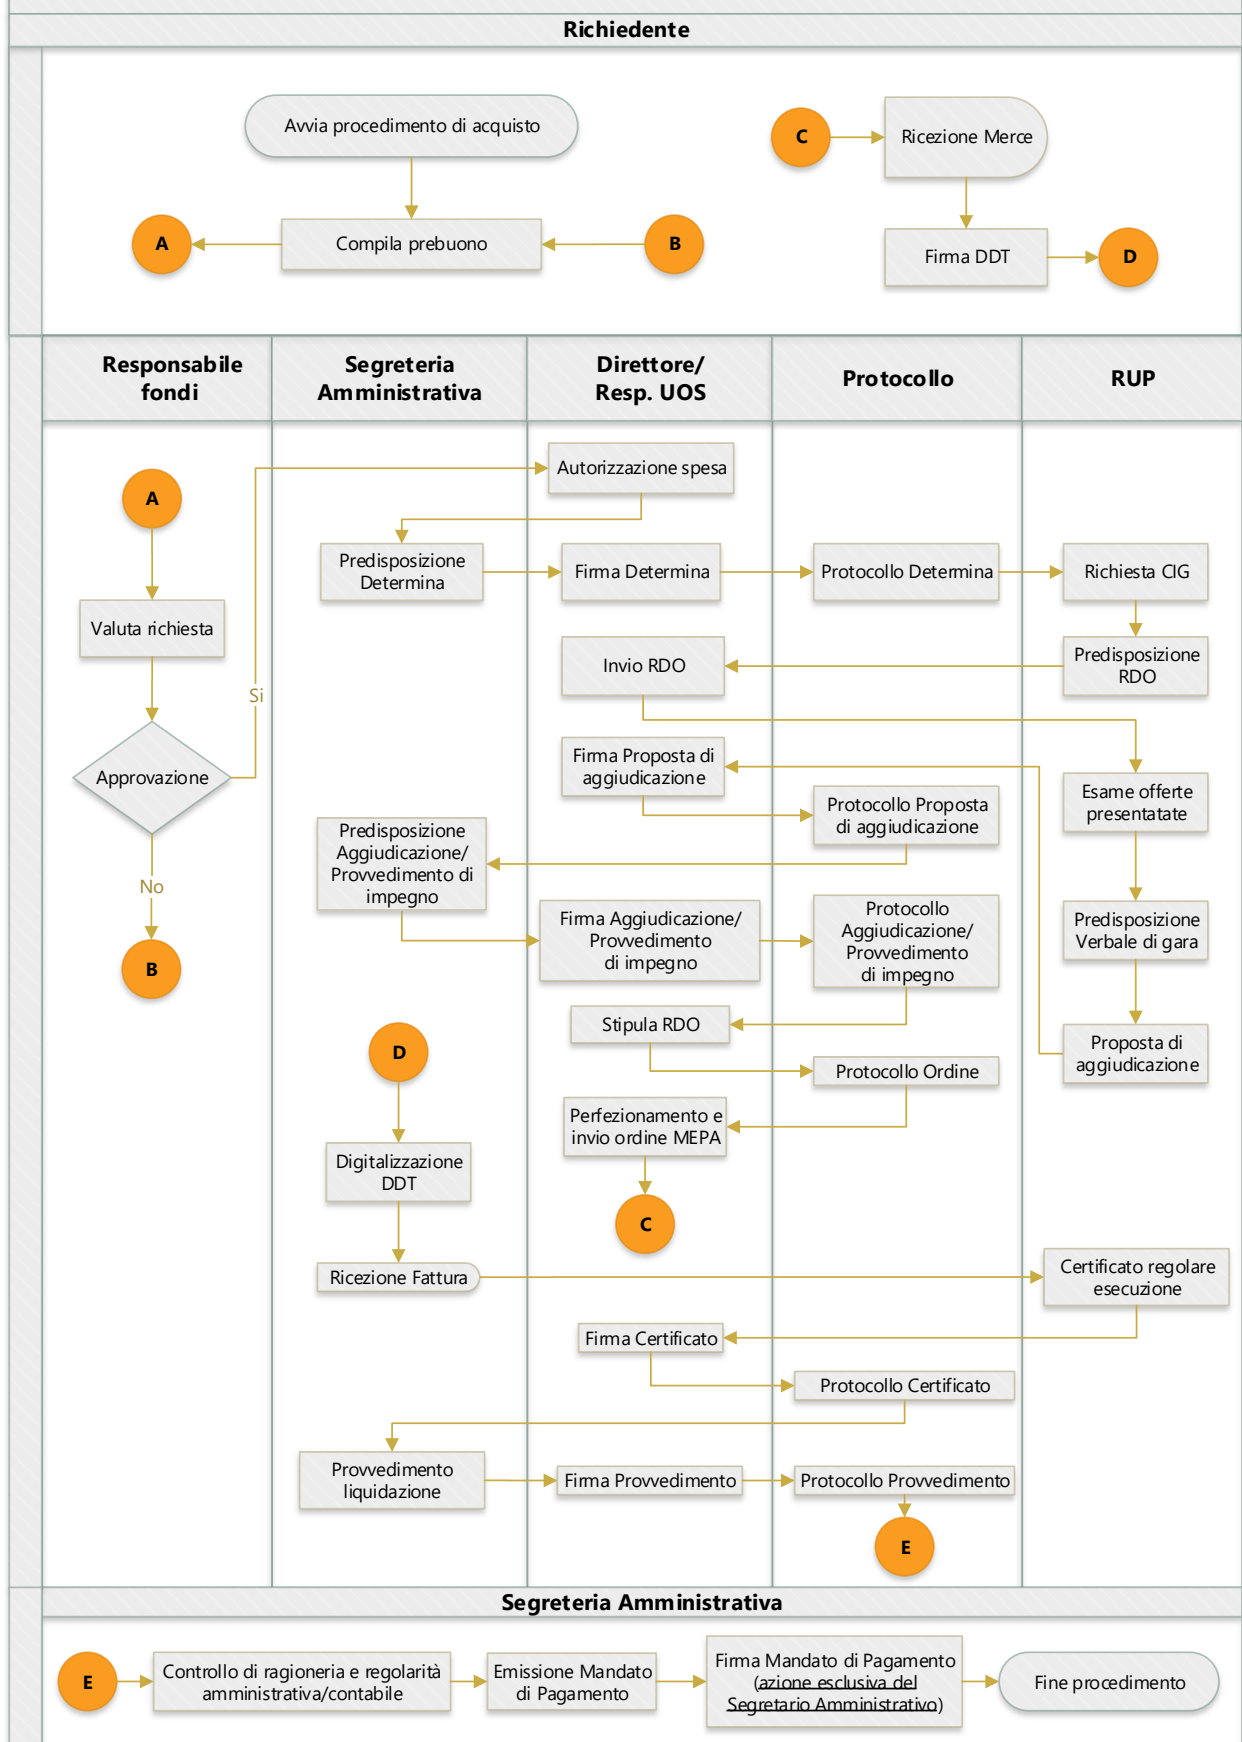 Richiedente
Avvia procedimento di acquisto
C
Ricezione Merce
A
Compila prebuono
B
Firma DDT
D
Responsabile
fondi
Segreteria
Amministrativa
Direttore/
Resp. UOS
Protocollo
RUP
Autorizzazione spesa
A
Predisposizione
Determina
Firma Determina
Protocollo Determina
Richiesta CIG
Valuta richiesta
Invio RDO
Predisposizione
RDO
Si
Approvazione
Firma Proposta di
aggiudicazione
Esame offerte
presentatate
Protocollo Proposta
di aggiudicazione
Predisposizione
Aggiudicazione/
Provvedimento di
impegno
No
B
Firma Aggiudicazione/
Provvedimento
di impegno
Protocollo
Aggiudicazione/
Provvedimento
di impegno
Predisposizione
Verbale di gara
Stipula RDO
D
Proposta di
aggiudicazione
Protocollo Ordine
Perfezionamento e
invio ordine MEPA
Digitalizzazione
DDT
C
Ricezione Fattura
Certificato regolare
esecuzione
Firma Certificato
Protocollo Certificato
Provvedimento
liquidazione
Firma Provvedimento
Protocollo Provvedimento
E
Segreteria Amministrativa
E
Controllo di ragioneria e regolarità
amministrativa/contabile
Emissione Mandato
di Pagamento
Firma Mandato di Pagamento
(azione esclusiva del
Segretario Amministrativo)
Fine procedimento